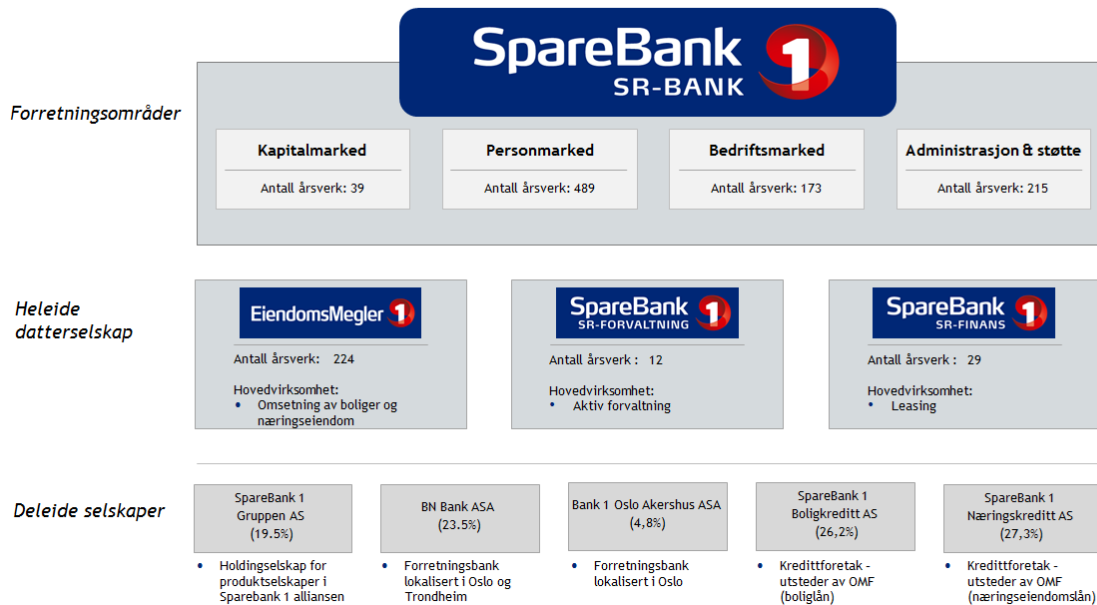 SpareBank 1
SR-BANK
Forretningsområder
Kapitalmarked
Antall årsverk: 39
Personmarked
Antall årsverk: 489
Bedriftsmarked
Antall årsverk: 173
Administrasjon & støtte
Antall årsverk: 215
Heleide
datterselskap
EiendomsMegler 1
Antall årsverk: 224
Hovedvirksomhet:
• Omsetning av boliger og
næringseiendom
SpareBank 1
SR-FORVALTNING
Antall årsverk : 12
Hovedvirksomhet:
• Aktiv forvaltning
SpareBank 1
SR-FINANS
Antall årsverk : 29
Hovedvirksomhet:
• Leasing
Deleide selskaper
SpareBank 1
Gruppen AS
(19.5%)
• Holdingselskap for
produktselskaper i
Sparebank 1 alliansen
BN Bank ASA
(23.5%)
• Forretningsbank
lokalisert i Oslo og
Trondheim
Bank 1 Oslo Akershus ASA
(4,8%)
• Forretningsbank
lokalisert i Oslo
SpareBank 1
Boligkreditt AS
(26,2%)
• Kredittforetak -
utsteder av OMF
(boliglån)
SpareBank 1
Næringskreditt AS
(27,3%)
• Kredittforetak -
utsteder av OMF
(næringseiendomslån)